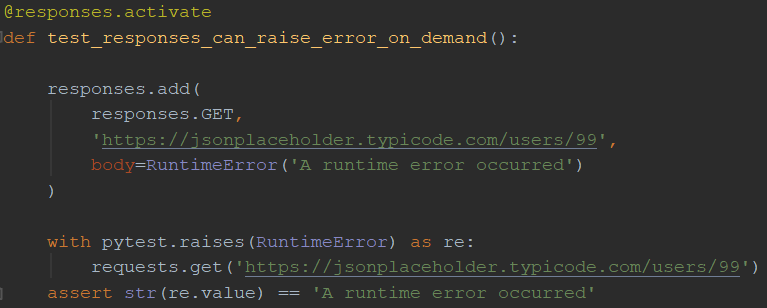 @responses.activate
def test_responses_can_raise_error_on_demand():
responses.add(
responses.GET,
'https://jsonplaceholder.typicode.com/users/99',
body=RuntimeError('A runtime error occurred')
)
with pytest.raises(RuntimeError) as re:
requests.get('https://jsonplaceholder.typicode.com/users/99')
assert str(re.value) == 'A runtime error occurred'